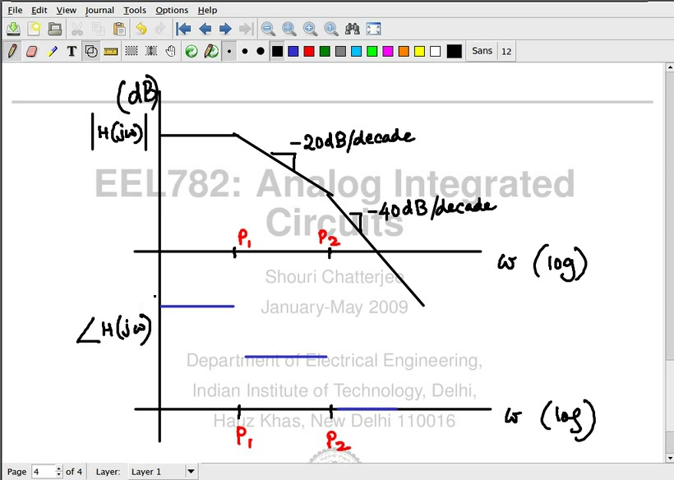 File Edit View Journal Tools Options Help
Sans 12
(dB)
|H(jω)|
-20dB/decade
EEL782: Analog Integrated
Circuits
-40dB/decade
P1 P2
ω (log)
Shouri Chatterjee
January-May 2009
∠H(jω)
Department of Electrical Engineering,
Indian Institute of Technology, Delhi,
Hauz Khas, New Delhi 110016
ω (log)
P1 P2
Page 4 of 4 Layer: Layer 1